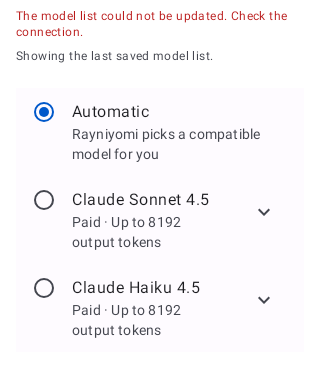 The model list could not be updated. Check the
connection.
Showing the last saved model list.
Automatic
Rayniyomi picks a compatible
model for you
Claude Sonnet 4.5
Paid · Up to 8192
output tokens
Claude Haiku 4.5
Paid · Up to 8192
output tokens